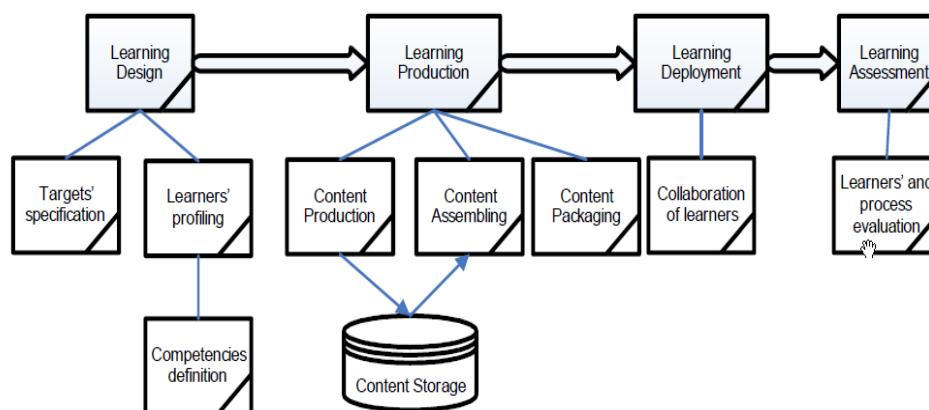 Learning
Design
Learning
Production
Learning
Deployment
Learning
Assessment
Targets'
specification
Learners'
profiling
Content
Production
Content
Assembling
Content
Packaging
Collaboration
of learners
Learners' and
process
evaluation
Competencies
definition
Content Storage